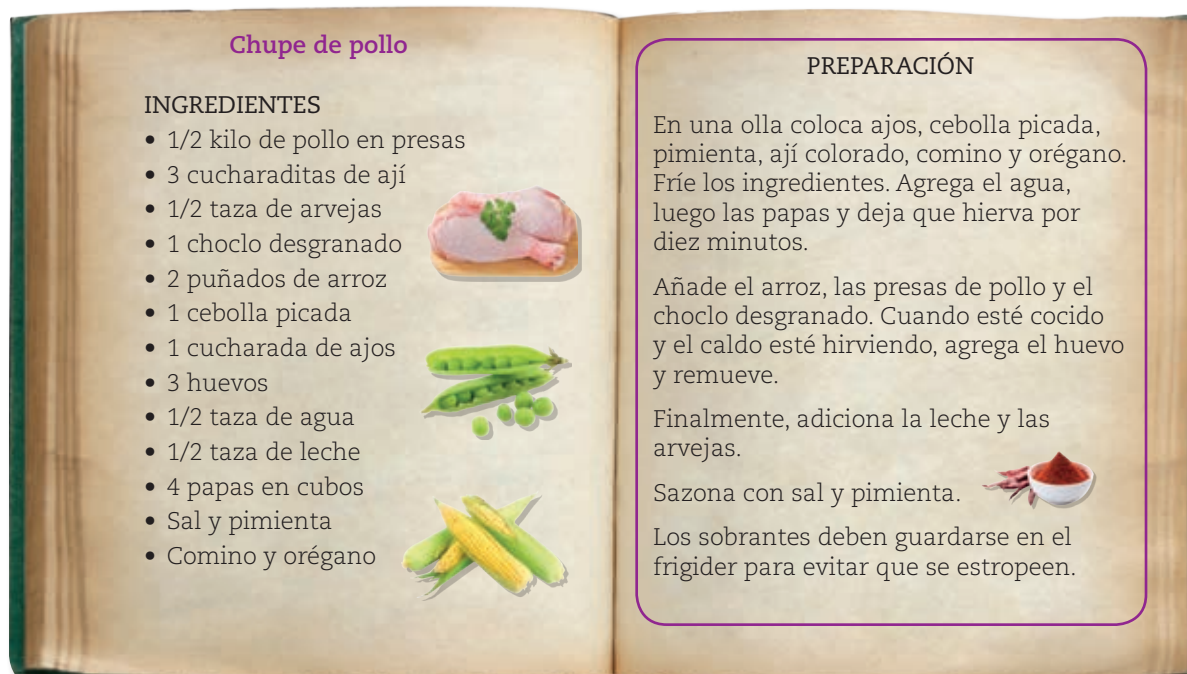 Chupe de pollo
INGREDIENTES
• 1/2 kilo de pollo en presas
• 3 cucharaditas de ají
• 1/2 taza de arvejas
• 1 choclo desgranado
• 2 puñados de arroz
• 1 cebolla picada
• 1 cucharada de ajos
• 3 huevos
• 1/2 taza de agua
• 1/2 taza de leche
• 4 papas en cubos
• Sal y pimienta
• Comino y orégano
PREPARACIÓN
En una olla coloca ajos, cebolla picada,
pimienta, ají colorado, comino y orégano.
Fríe los ingredientes. Agrega el agua,
luego las papas y deja que hierva por
diez minutos.
Añade el arroz, las presas de pollo y el
choclo desgranado. Cuando esté cocido
y el caldo esté hirviendo, agrega el huevo
y remueve.
Finalmente, adiciona la leche y las
arvejas.
Sazona con sal y pimienta.
Los sobrantes deben guardarse en el
frigider para evitar que se estropeen.